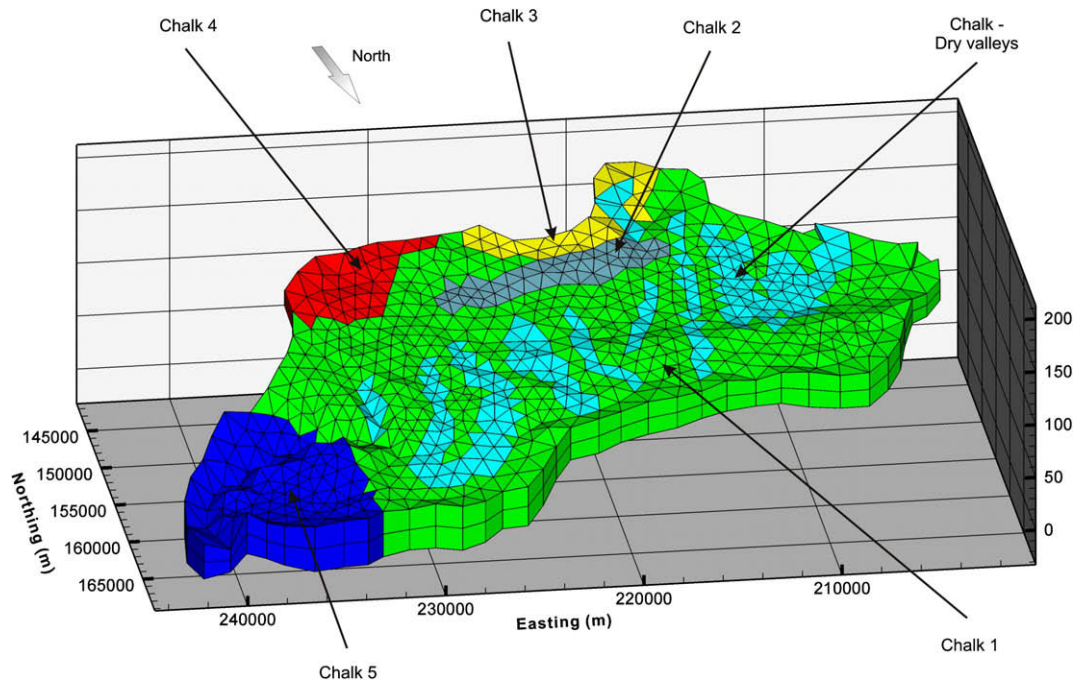 Chalk 4
Chalk 3
Chalk 2
Chalk -
Dry valleys
North
200
150
100
50
0
145000
150000
155000
160000
165000
Northing (m)
240000
230000
220000
210000
Easting (m)
Chalk 1
Chalk 5